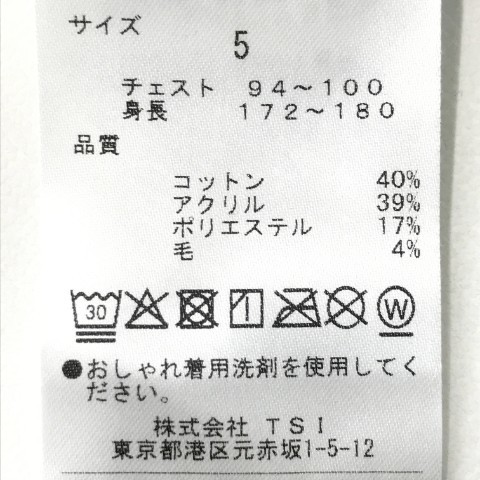 サイズ
5
チェスト 94～100
身長 172～180
品質
コットン 40%
アクリル 39%
ポリエステル 17%
毛 4%
30 W
●おしゃれ着用洗剤を使用してく
ださい。
株式会社 TSI
東京都港区元赤坂1-5-12